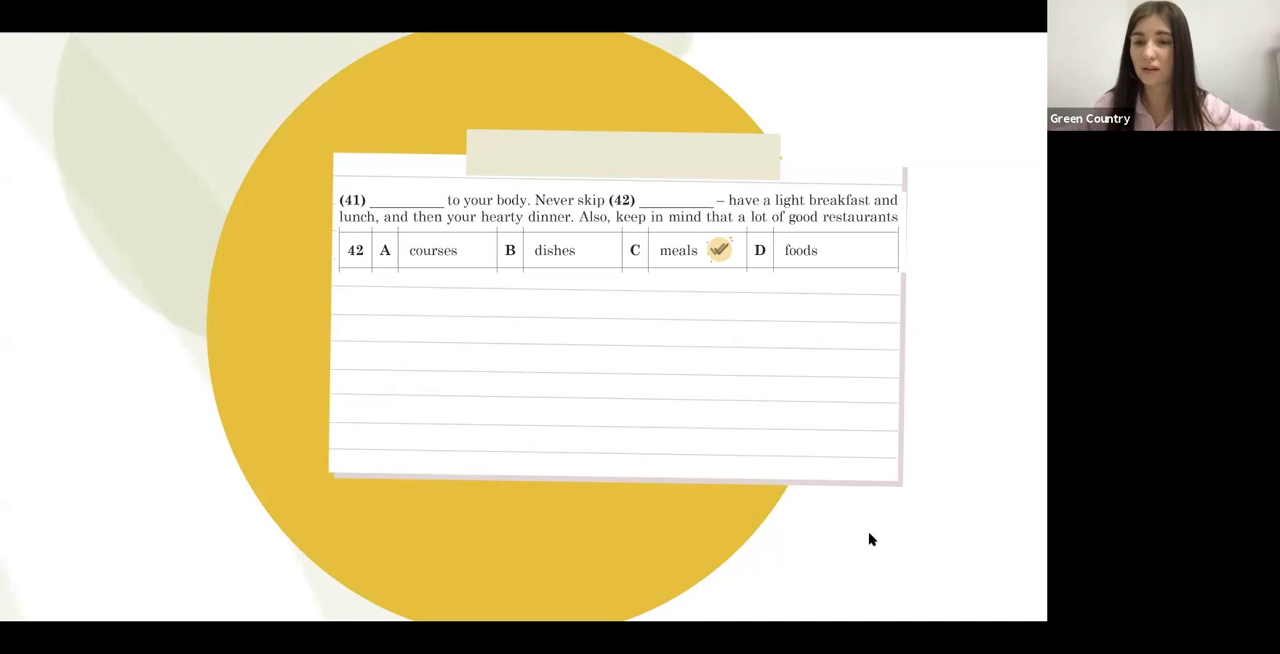 (41) __________ to your body. Never skip (42) __________ – have a light breakfast and
lunch, and then your hearty dinner. Also, keep in mind that a lot of good restaurants
42 A courses B dishes C meals D foods
Green Country